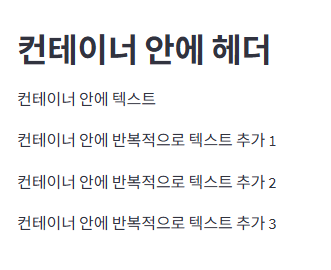 컨테이너 안에 헤더
컨테이너 안에 텍스트
컨테이너 안에 반복적으로 텍스트 추가 1
컨테이너 안에 반복적으로 텍스트 추가 2
컨테이너 안에 반복적으로 텍스트 추가 3